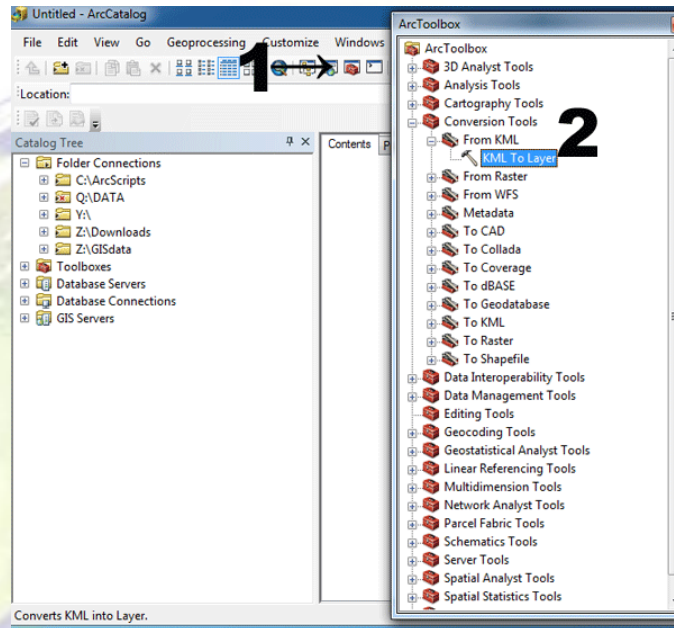 Untitled - ArcCatalog
File Edit View Go Geoprocessing Customize Windows
1
Location:
Catalog Tree
Folder Connections
C:\ArcScripts
Q:\DATA
Y:\
Z:\Downloads
Z:\GISdata
Toolboxes
Database Servers
Database Connections
GIS Servers
Contents
Converts KML into Layer.
ArcToolbox
ArcToolbox
3D Analyst Tools
Analysis Tools
Cartography Tools
Conversion Tools
From KML
KML To Layer
2
From Raster
From WFS
Metadata
To CAD
To Collada
To Coverage
To dBASE
To Geodatabase
To KML
To Raster
To Shapefile
Data Interoperability Tools
Data Management Tools
Editing Tools
Geocoding Tools
Geostatistical Analyst Tools
Linear Referencing Tools
Multidimension Tools
Network Analyst Tools
Parcel Fabric Tools
Schematics Tools
Server Tools
Spatial Analyst Tools
Spatial Statistics Tools